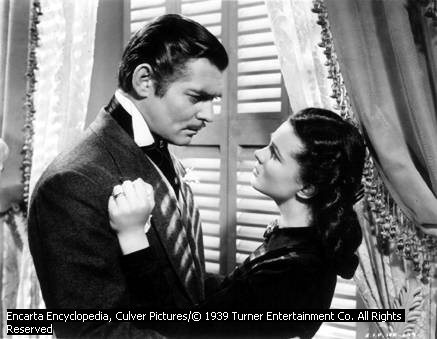 Encarta Encyclopedia, Culver Pictures/© 1939 Turner Entertainment Co. All Rights
Reserved